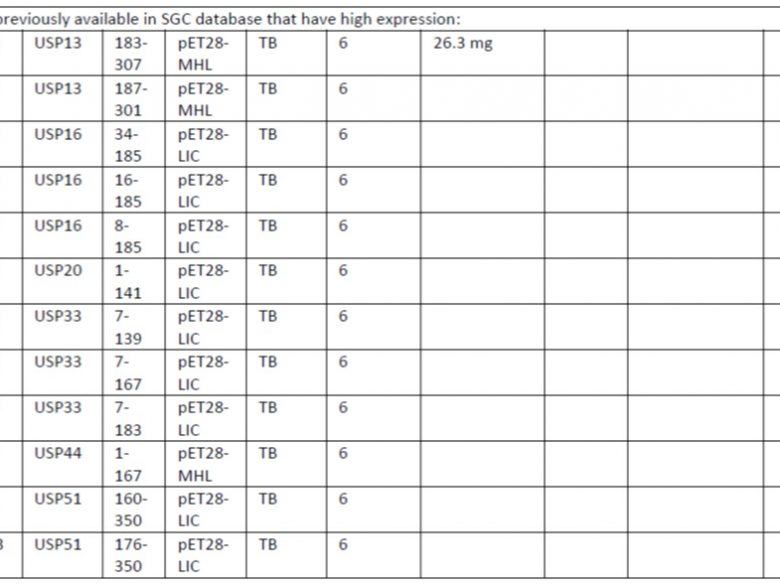 previously available in SGC database that have high expression:
USP13 183- pET28- TB 6 26.3 mg
307 MHL
USP13 187- pET28- TB 6
301 MHL
USP16 34- pET28- TB 6
185 LIC
USP16 16- pET28- TB 6
185 LIC
USP16 8- pET28- TB 6
185 LIC
USP20 1- pET28- TB 6
141 LIC
USP33 7- pET28- TB 6
139 LIC
USP33 7- pET28- TB 6
167 LIC
USP33 7- pET28- TB 6
183 LIC
USP44 1- pET28- TB 6
167 MHL
USP51 160- pET28- TB 6
350 LIC
3 USP51 176- pET28- TB 6
350 LIC